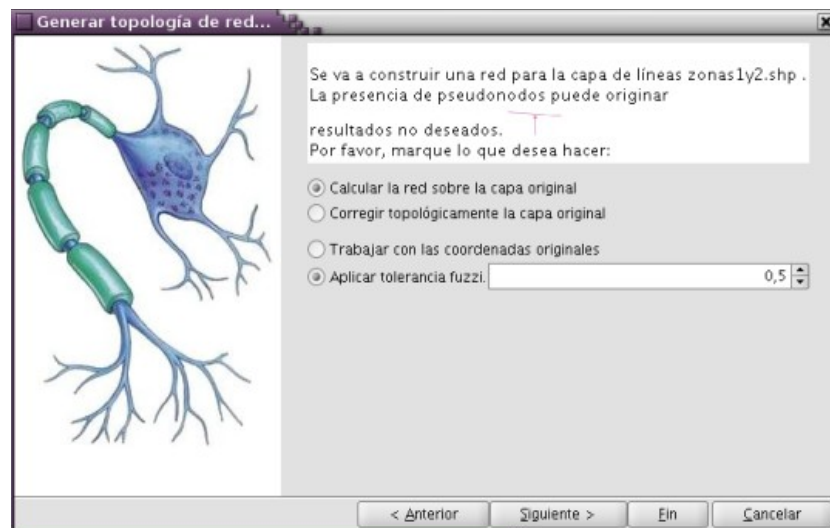 Generar topología de red...
Se va a construir una red para la capa de líneas zonas1y2.shp .
La presencia de pseudonodos puede originar
resultados no deseados.
Por favor, marque lo que desea hacer:
Calcular la red sobre la capa original
Corregir topológicamente la capa original
Trabajar con las coordenadas originales
Aplicar tolerancia fuzzi. 0,5
< Anterior Siguiente > Fin Cancelar